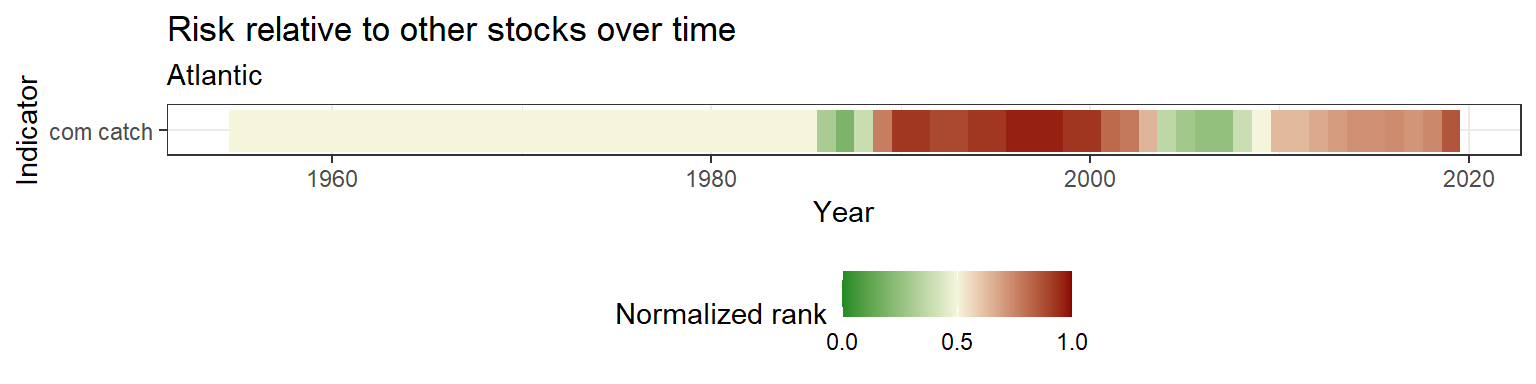 Risk relative to other stocks over time
Atlantic
Indicator
com catch
1960 1980 2000 2020
Year
Normalized rank
0.0 0.5 1.0